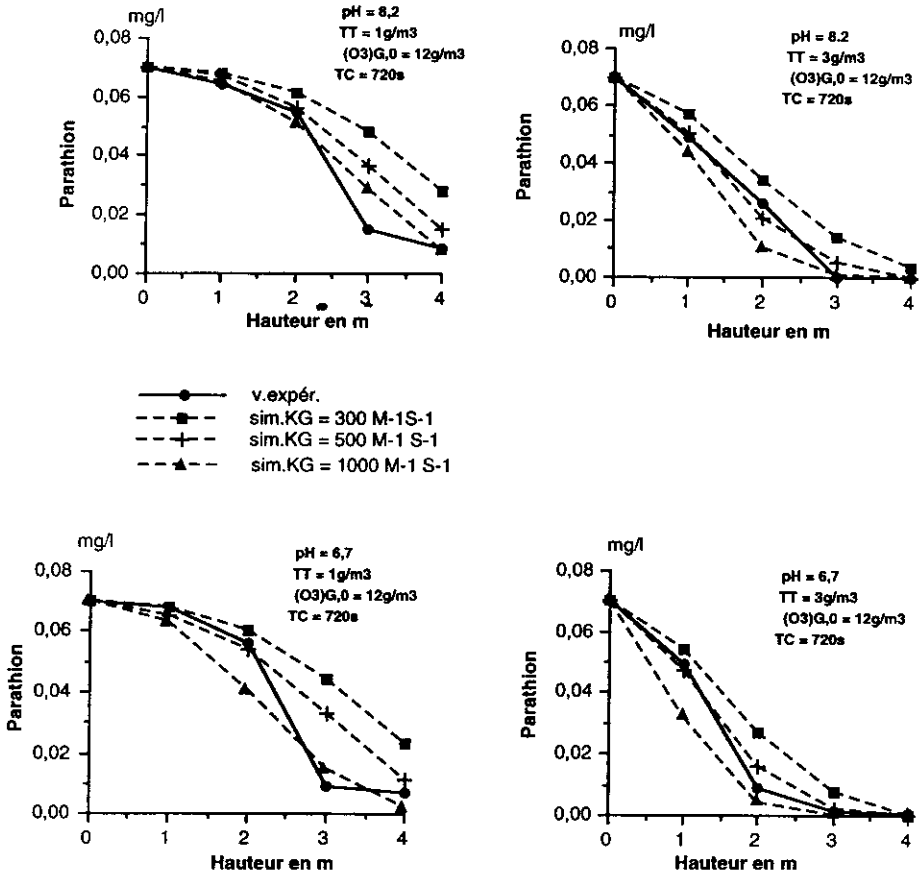 mg/l
pH = 8,2
TT = 1g/m3
(O3)G,0 = 12g/m3
TC = 720s
0,08
0,06
0,04
0,02
0,00
Parathion
0 1 2 3 4
Hauteur en m
mg/l
pH = 8.2
TT = 3g/m3
(O3)G,0 = 12g/m3
TC = 720s
0,08
0,06
0,04
0,02
0,00
Parathion
0 1 2 3 4
Hauteur en m
v.expér.
sim.KG = 300 M-1S-1
sim.KG = 500 M-1 S-1
sim.KG = 1000 M-1 S-1
mg/l
pH = 6,7
TT = 1g/m3
(O3)G,0 = 12g/m3
TC = 720s
0,08
0,06
0,04
0,02
0,00
Parathion
0 1 2 3 4
Hauteur en m
mg/l
pH = 6,7
TT = 3g/m3
(O3)G,0 = 12g/m3
TC = 720s
0,08
0,06
0,04
0,02
0,00
Parathion
0 1 2 3 4
Hauteur en m